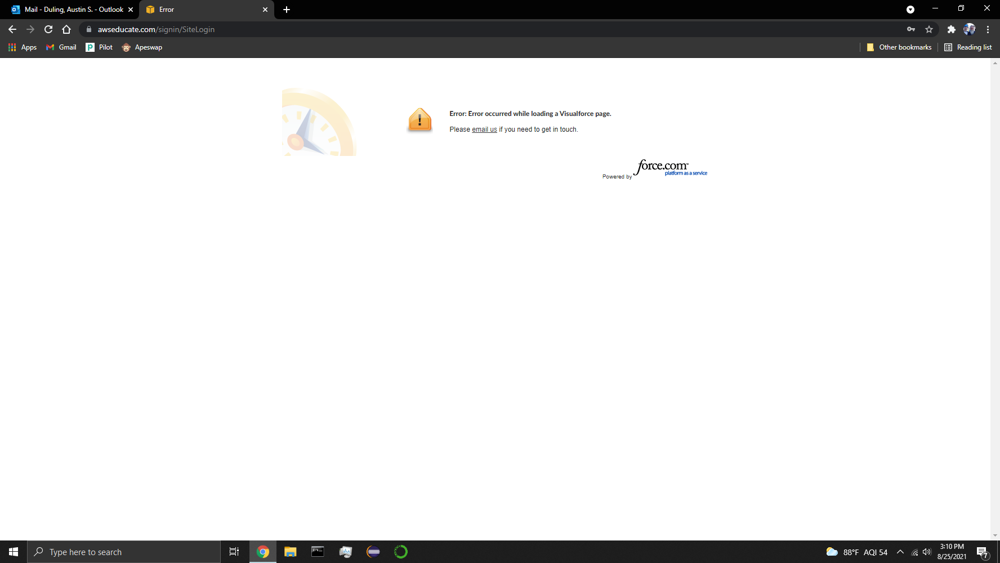 Mail - Duling, Austin S. - Outlook
Error
awseducate.com/signin/SiteLogin
Apps
Gmail
Pilot
Apeswap
Other bookmarks
Reading list
Error: Error occurred while loading a Visualforce page.
Please email us if you need to get in touch.
Powered by
force.com™
platform as a service
Type here to search
88°F AQI 54
3:10 PM
8/25/2021
7